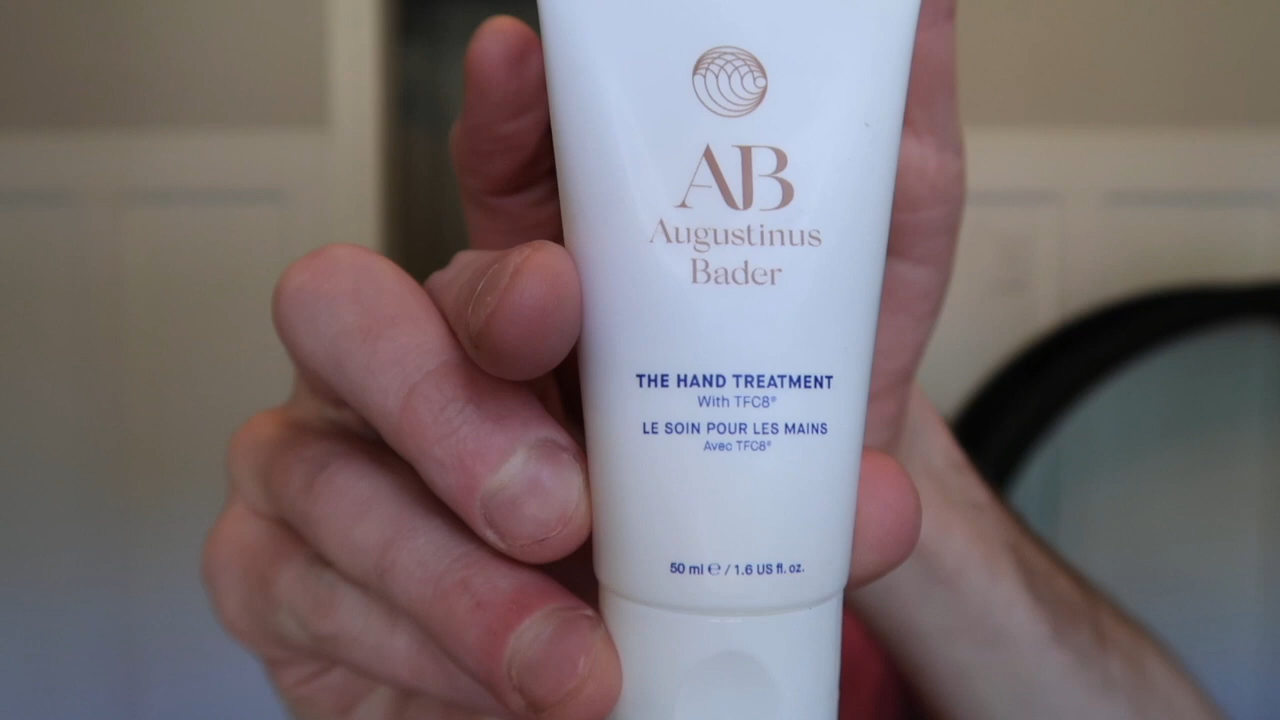 AB
Augustinus
Bader
THE HAND TREATMENT
With TFC8®
LE SOIN POUR LES MAINS
Avec TFC8®
50 ml ℮ / 1.6 US fl. oz.